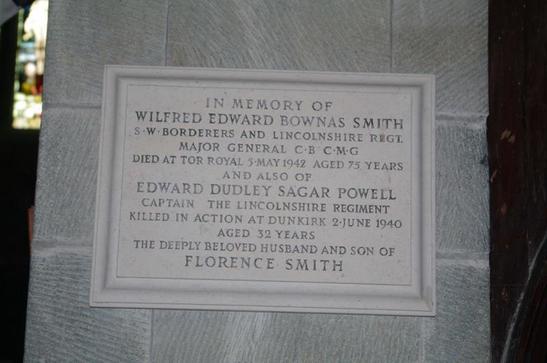 IN MEMORY OF
WILFRED EDWARD BOWNAS SMITH
S·W·BORDERERS AND LINCOLNSHIRE REGT.
MAJOR GENERAL C·B C·M·G
DIED AT TOR ROYAL 5·MAY 1942 AGED 75 YEARS
AND ALSO OF
EDWARD DUDLEY SAGAR POWELL
CAPTAIN THE LINCOLNSHIRE REGIMENT
KILLED IN ACTION AT DUNKIRK 2·JUNE 1940
AGED 32 YEARS
THE DEEPLY BELOVED HUSBAND AND SON OF
FLORENCE SMITH